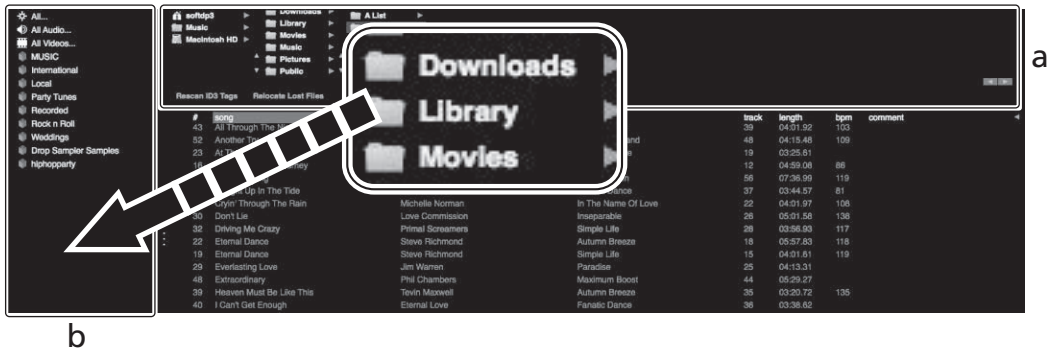 All...
All Audio...
All Videos...
MUSIC
International
Local
Party Tunes
Recorded
Rock n Roll
Weddings
Drop Sampler Samples
hiphopparty
softdp3
Music
Macintosh HD
Downloads
Library
Movies
Music
Pictures
Public
A List
Rescan ID3 Tags Relocate Lost Files
Downloads
Library
Movies
a
# song track length bpm comment
43 All Through The 39 04:01.92 103
52 Another 48 04:15.48 109
23 19 03:25.61
12 04:59.08 86
56 07:36.99 119
Up In The Tide Dance 37 03:44.57 81
Cryin' Through The Rain Michelle Norman In The Name Of Love 22 04:01.97 108
30 Don't Lie Love Commission Inseparable 26 05:01.58 138
32 Driving Me Crazy Primal Screamers Simple Life 28 03:56.93 117
22 Eternal Dance Steve Richmond Autumn Breeze 18 05:57.83 118
19 Eternal Dance Steve Richmond Simple Life 15 04:01.61 119
29 Everlasting Love Jim Warren Paradise 25 04:13.31
48 Extraordinary Phil Chambers Maximum Boost 44 05:29.27
39 Heaven Must Be Like This Tevin Maxwell Autumn Breeze 35 03:20.72 135
40 I Can't Get Enough Eternal Love Fanatic Dance 36 03:38.62
b